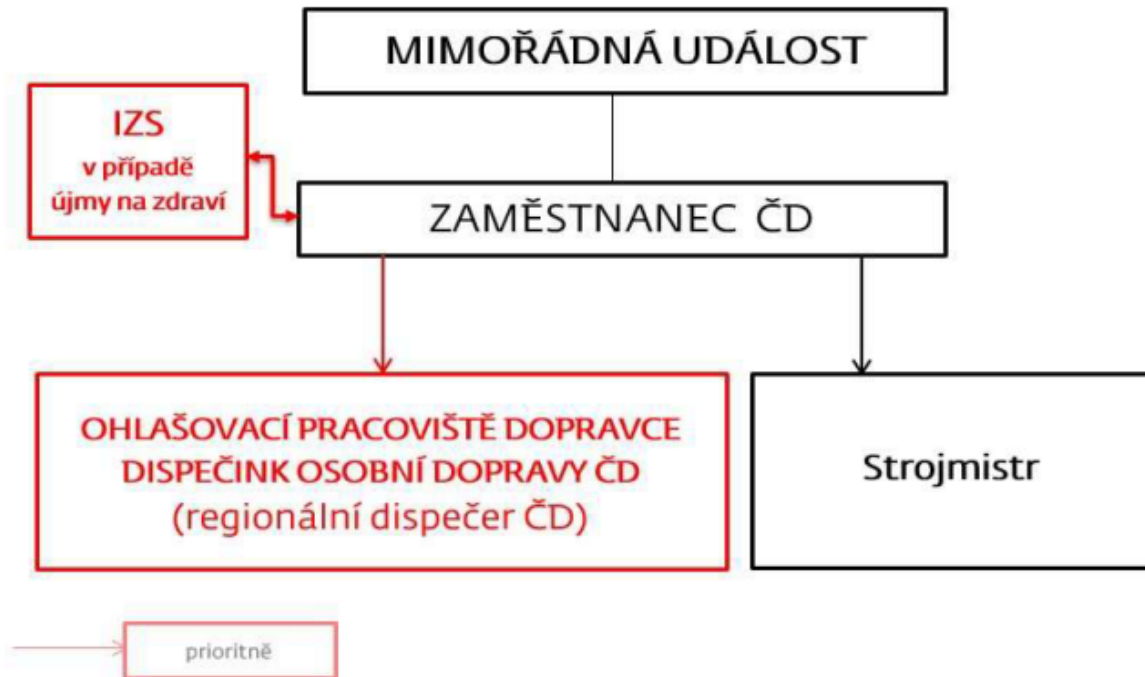 MIMOŘÁDNÁ UDÁLOST
IZS
v případě
újmy na zdraví
ZAMĚSTNANEC ČD
OHLAŠOVACÍ PRACOVIŠTĚ DOPRAVCE
DISPEČINK OSOBNÍ DOPRAVY ČD
(regionální dispečer ČD)
Strojmistr
prioritně